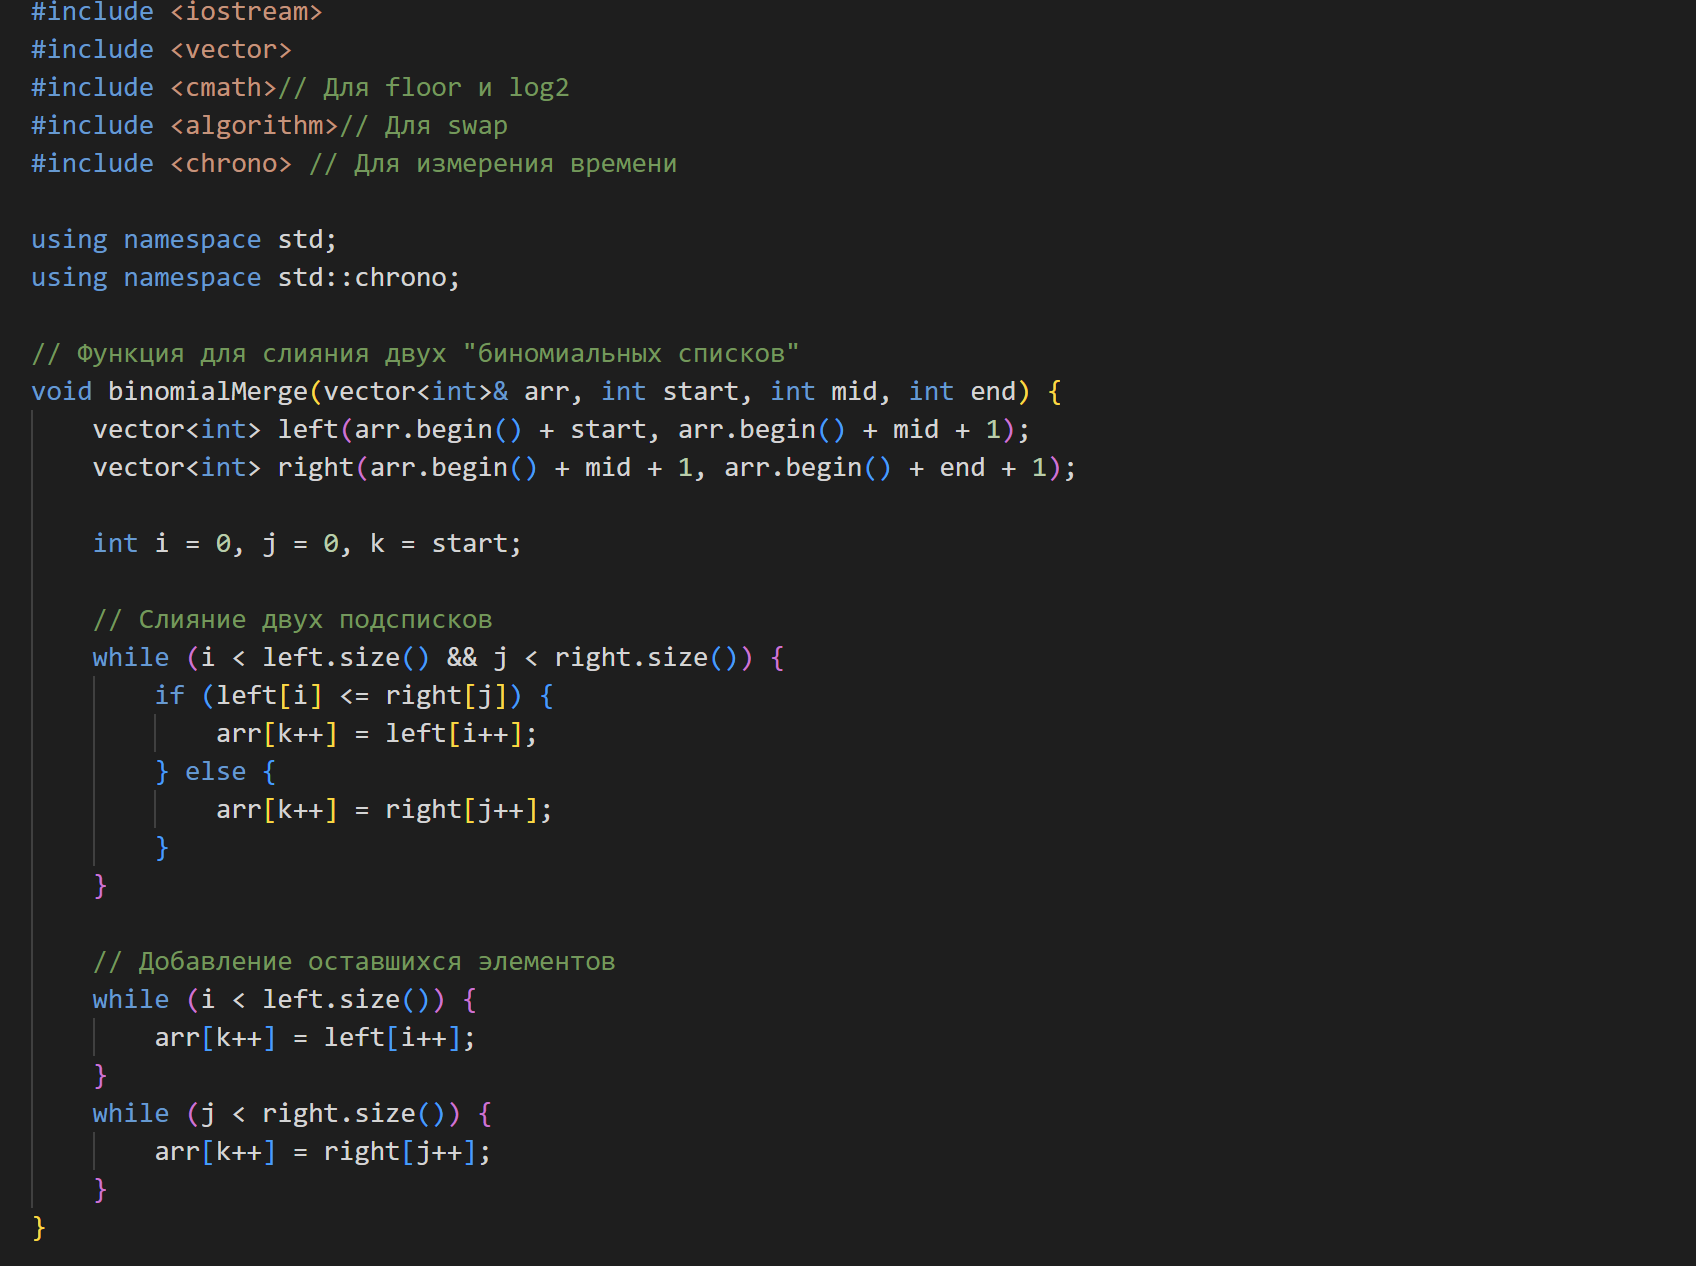 #include <iostream>
#include <vector>
#include <cmath>// Для floor и log2
#include <algorithm>// Для swap
#include <chrono> // Для измерения времени
using namespace std;
using namespace std::chrono;
// Функция для слияния двух "биномиальных списков"
void binomialMerge(vector<int>& arr, int start, int mid, int end) {
    vector<int> left(arr.begin() + start, arr.begin() + mid + 1);
    vector<int> right(arr.begin() + mid + 1, arr.begin() + end + 1);
    int i = 0, j = 0, k = start;
    // Слияние двух подсписков
    while (i < left.size() && j < right.size()) {
        if (left[i] <= right[j]) {
            arr[k++] = left[i++];
        } else {
            arr[k++] = right[j++];
        }
    }
    // Добавление оставшихся элементов
    while (i < left.size()) {
        arr[k++] = left[i++];
    }
    while (j < right.size()) {
        arr[k++] = right[j++];
    }
}